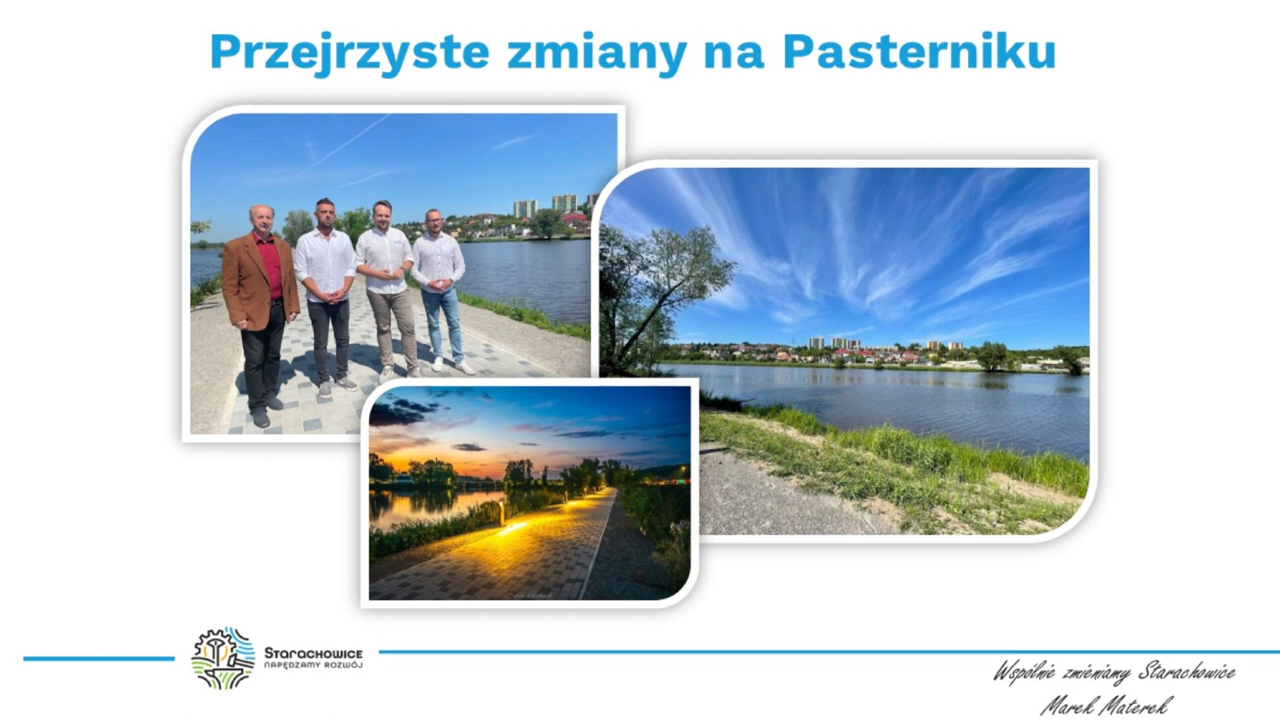 Przejrzyste zmiany na Pasterniku
Starachowice
NAPĘDZAMY ROZWÓJ
Wspólnie zmieniamy Starachowice
Marek Materek